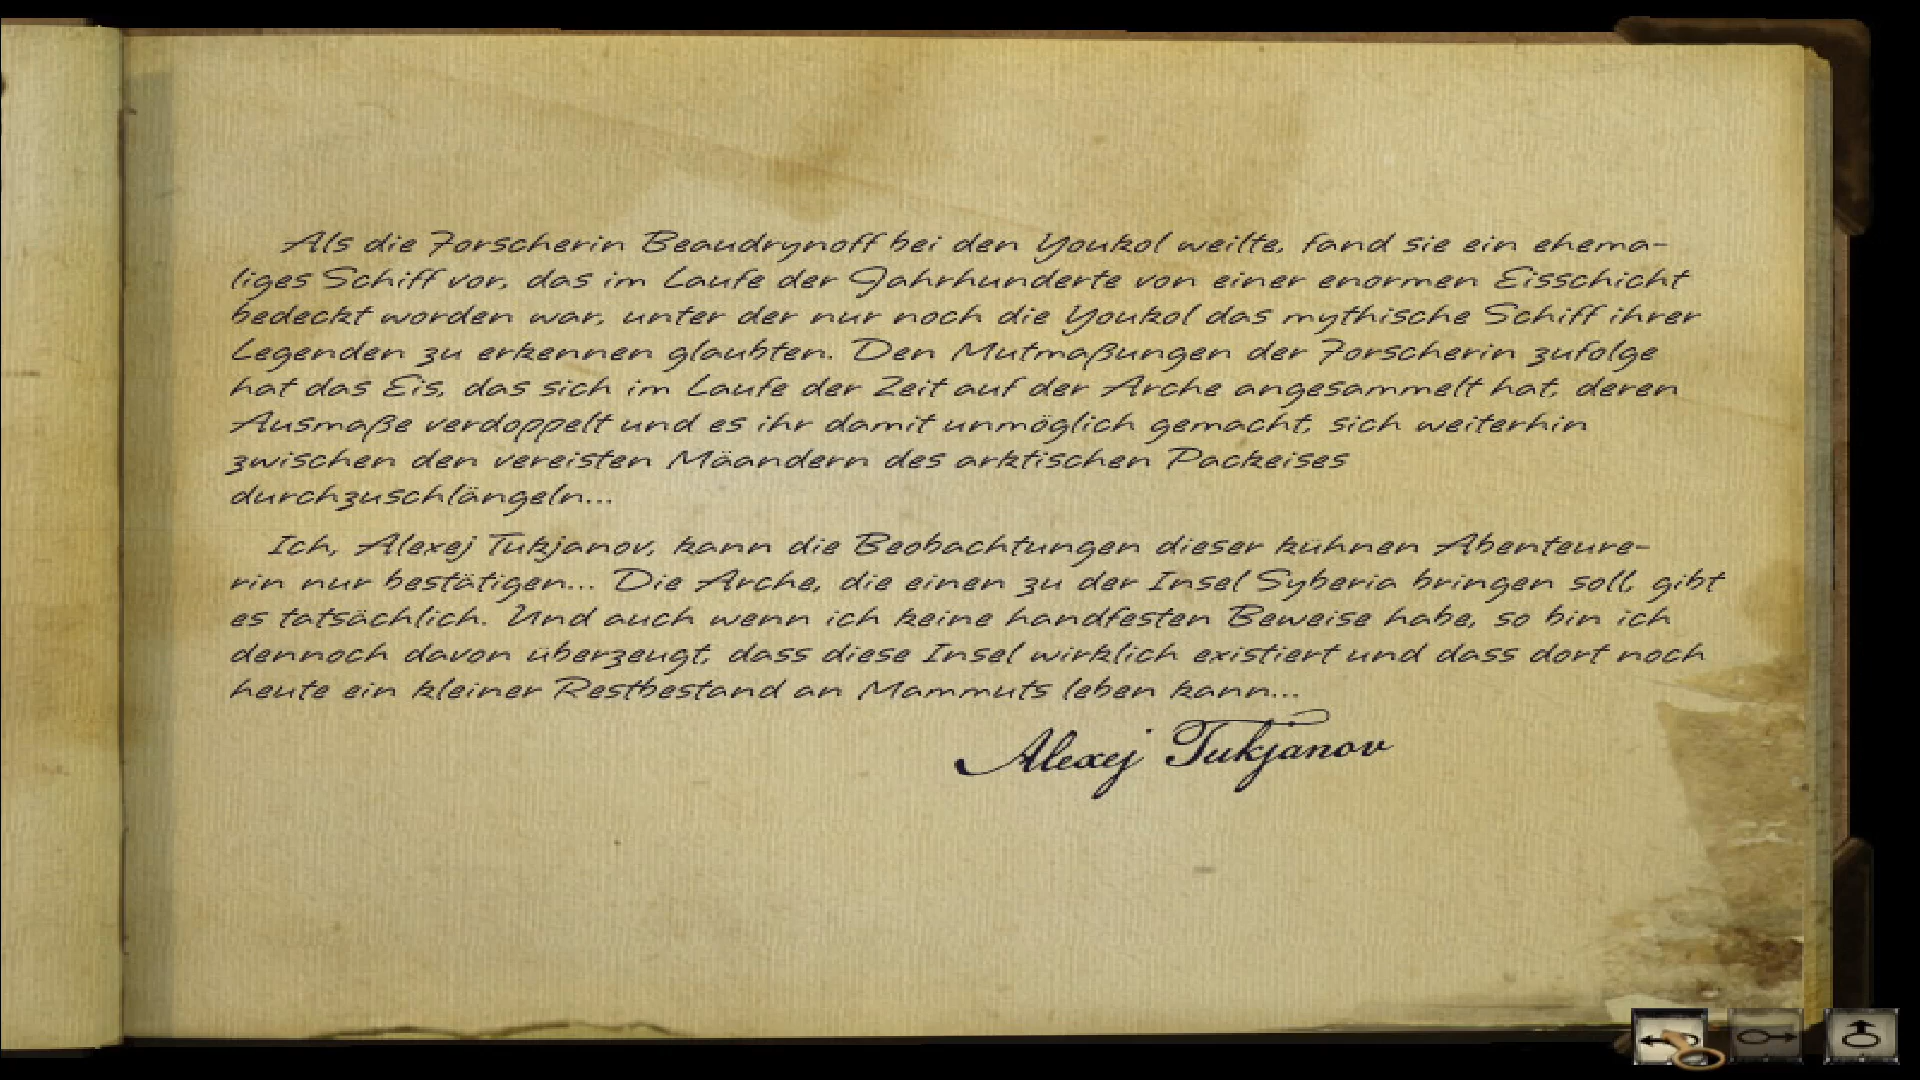 Als die Forscherin Beaudrynoff bei den Youkol weilte, fand sie ein ehema-
liges Schiff vor, das im Laufe der Jahrhunderte von einer enormen Eisschicht
bedeckt worden war, unter der nur noch die Youkol das mythische Schiff ihrer
Legenden zu erkennen glaubten. Den Mutmaßungen der Forscherin zufolge
hat das Eis, das sich im Laufe der Zeit auf der Arche angesammelt hat, deren
Ausmaße verdoppelt und es ihr damit unmöglich gemacht, sich weiterhin
zwischen den vereisten Mäandern des arktischen Packeises
durchzuschlängeln...
Ich, Alexej Tukjanov, kann die Beobachtungen dieser kühnen Abenteure-
rin nur bestätigen... Die Arche, die einen zu der Insel Syberia bringen soll, gibt
es tatsächlich. Und auch wenn ich keine handfesten Beweise habe, so bin ich
dennoch davon überzeugt, dass diese Insel wirklich existiert und dass dort noch
heute ein kleiner Restbestand an Mammuts leben kann...
Alexej Tukjanov